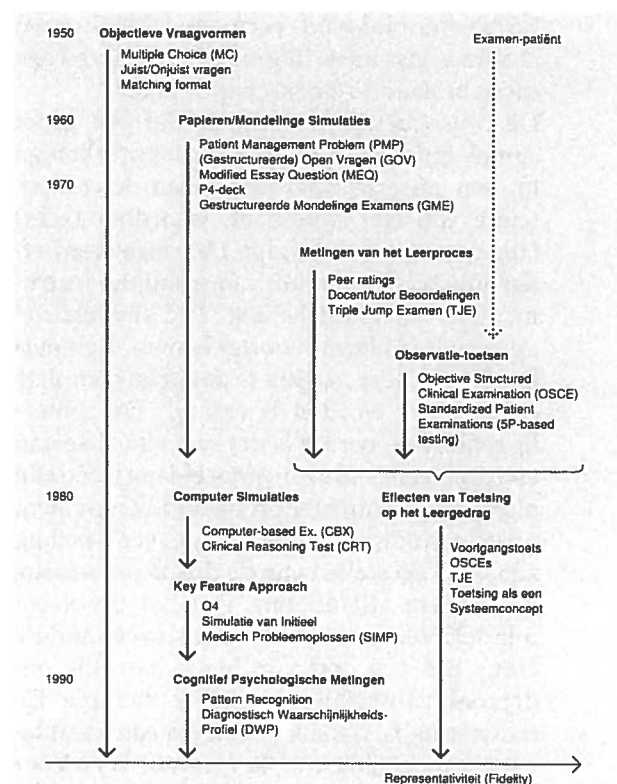 1950
Objectieve Vraagvormen
Multiple Choice (MC)
Juist/Onjuist vragen
Matching format
Examen-patiënt
1960
Papieren/Mondelinge Simulaties
Patient Management Problem (PMP)
(Gestructureerde) Open Vragen (GOV)
Modified Essay Question (MEQ)
P4-deck
Gestructureerde Mondelinge Examens (GME)
1970
Metingen van het Leerproces
Peer ratings
Docent/tutor Beoordelingen
Triple Jump Examen (TJE)
Observatie-toetsen
Objective Structured
Clinical Examination (OSCE)
Standardized Patient
Examinations (5P-based
testing)
1980
Computer Simulaties
Computer-based Ex. (CBX)
Clinical Reasoning Test (CRT)
Effecten van Toetsing
op het Leergedrag
Voortgangstoets
OSCEs
TJE
Toetsing als een
Systeemconcept
Key Feature Approach
Q4
Simulatie van Initieel
Medisch Probleemoplossen (SIMP)
1990
Cognitief Psychologische Metingen
Pattern Recognition
Diagnostisch Waarschijnlijkheids-
Profiel (DWP)
Representativiteit (Fidelity)